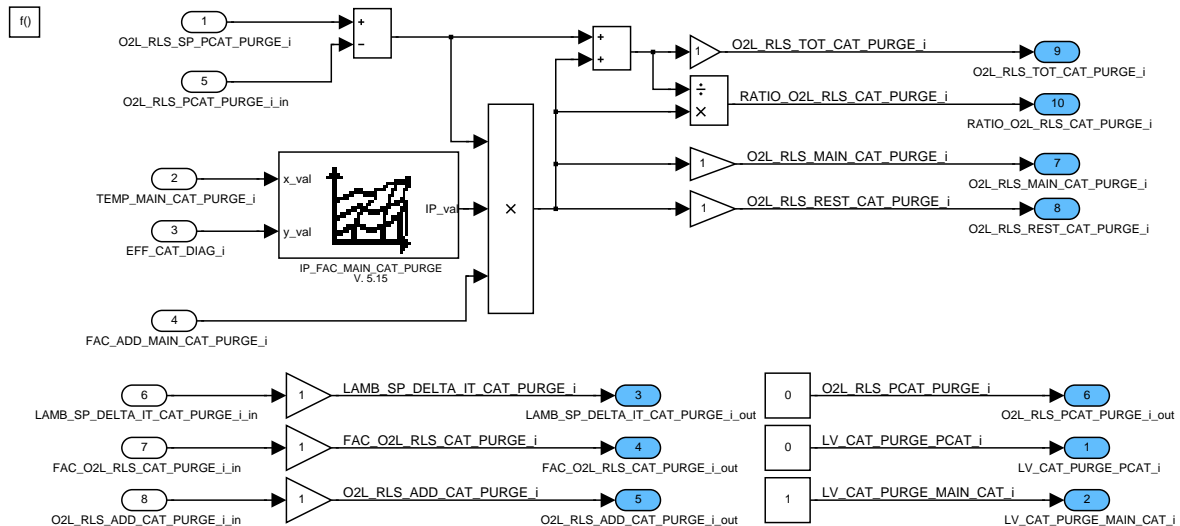 f()
1
O2L_RLS_SP_PCAT_PURGE_i
5
O2L_RLS_PCAT_PURGE_i_in
+
−
+
+
1
O2L_RLS_TOT_CAT_PURGE_i
9
O2L_RLS_TOT_CAT_PURGE_i
÷
×
RATIO_O2L_RLS_CAT_PURGE_i
10
RATIO_O2L_RLS_CAT_PURGE_i
2
TEMP_MAIN_CAT_PURGE_i
3
EFF_CAT_DIAG_i
x_val
y_val
IP_val
IP_FAC_MAIN_CAT_PURGE
V. 5.15
×
1
O2L_RLS_MAIN_CAT_PURGE_i
7
O2L_RLS_MAIN_CAT_PURGE_i
1
O2L_RLS_REST_CAT_PURGE_i
8
O2L_RLS_REST_CAT_PURGE_i
4
FAC_ADD_MAIN_CAT_PURGE_i
6
LAMB_SP_DELTA_IT_CAT_PURGE_i_in
1
LAMB_SP_DELTA_IT_CAT_PURGE_i
3
LAMB_SP_DELTA_IT_CAT_PURGE_i_out
0
O2L_RLS_PCAT_PURGE_i
6
O2L_RLS_PCAT_PURGE_i_out
7
FAC_O2L_RLS_CAT_PURGE_i_in
1
FAC_O2L_RLS_CAT_PURGE_i
4
FAC_O2L_RLS_CAT_PURGE_i_out
0
LV_CAT_PURGE_PCAT_i
1
LV_CAT_PURGE_PCAT_i
8
O2L_RLS_ADD_CAT_PURGE_i_in
1
O2L_RLS_ADD_CAT_PURGE_i
5
O2L_RLS_ADD_CAT_PURGE_i_out
1
LV_CAT_PURGE_MAIN_CAT_i
2
LV_CAT_PURGE_MAIN_CAT_i